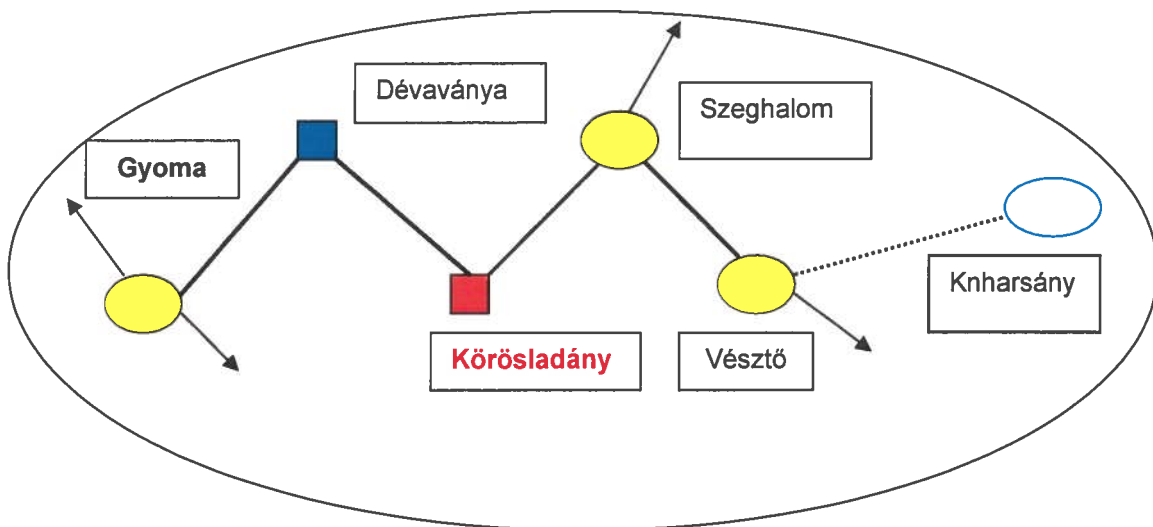 Dévaványa
Szeghalom
Gyoma
Knharsány
Körösladány
Vésztő